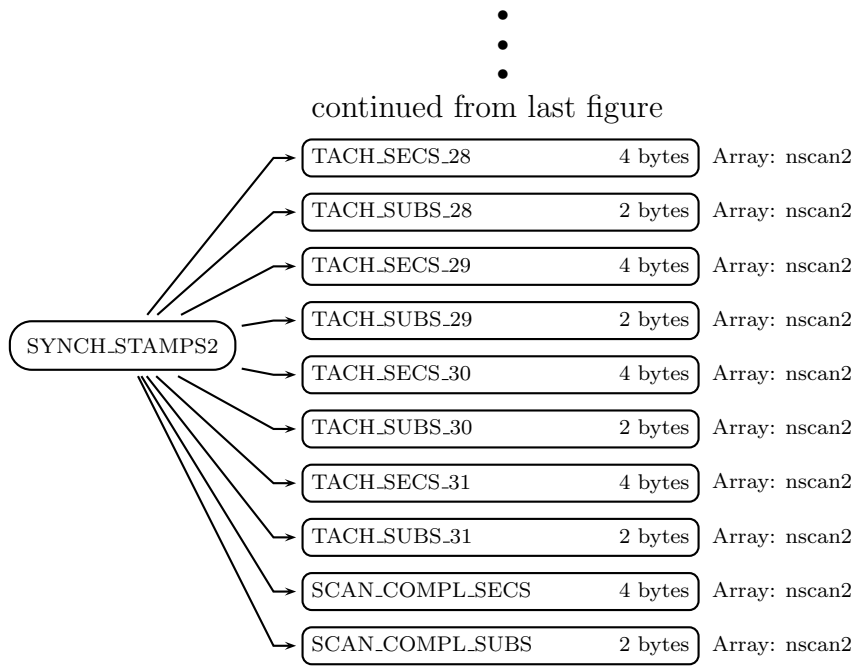 continued from last figure
TACH_SECS_28 4 bytes Array: nscan2
TACH_SUBS_28 2 bytes Array: nscan2
TACH_SECS_29 4 bytes Array: nscan2
TACH_SUBS_29 2 bytes Array: nscan2
SYNCH_STAMPS2
TACH_SECS_30 4 bytes Array: nscan2
TACH_SUBS_30 2 bytes Array: nscan2
TACH_SECS_31 4 bytes Array: nscan2
TACH_SUBS_31 2 bytes Array: nscan2
SCAN_COMPL_SECS 4 bytes Array: nscan2
SCAN_COMPL_SUBS 2 bytes Array: nscan2